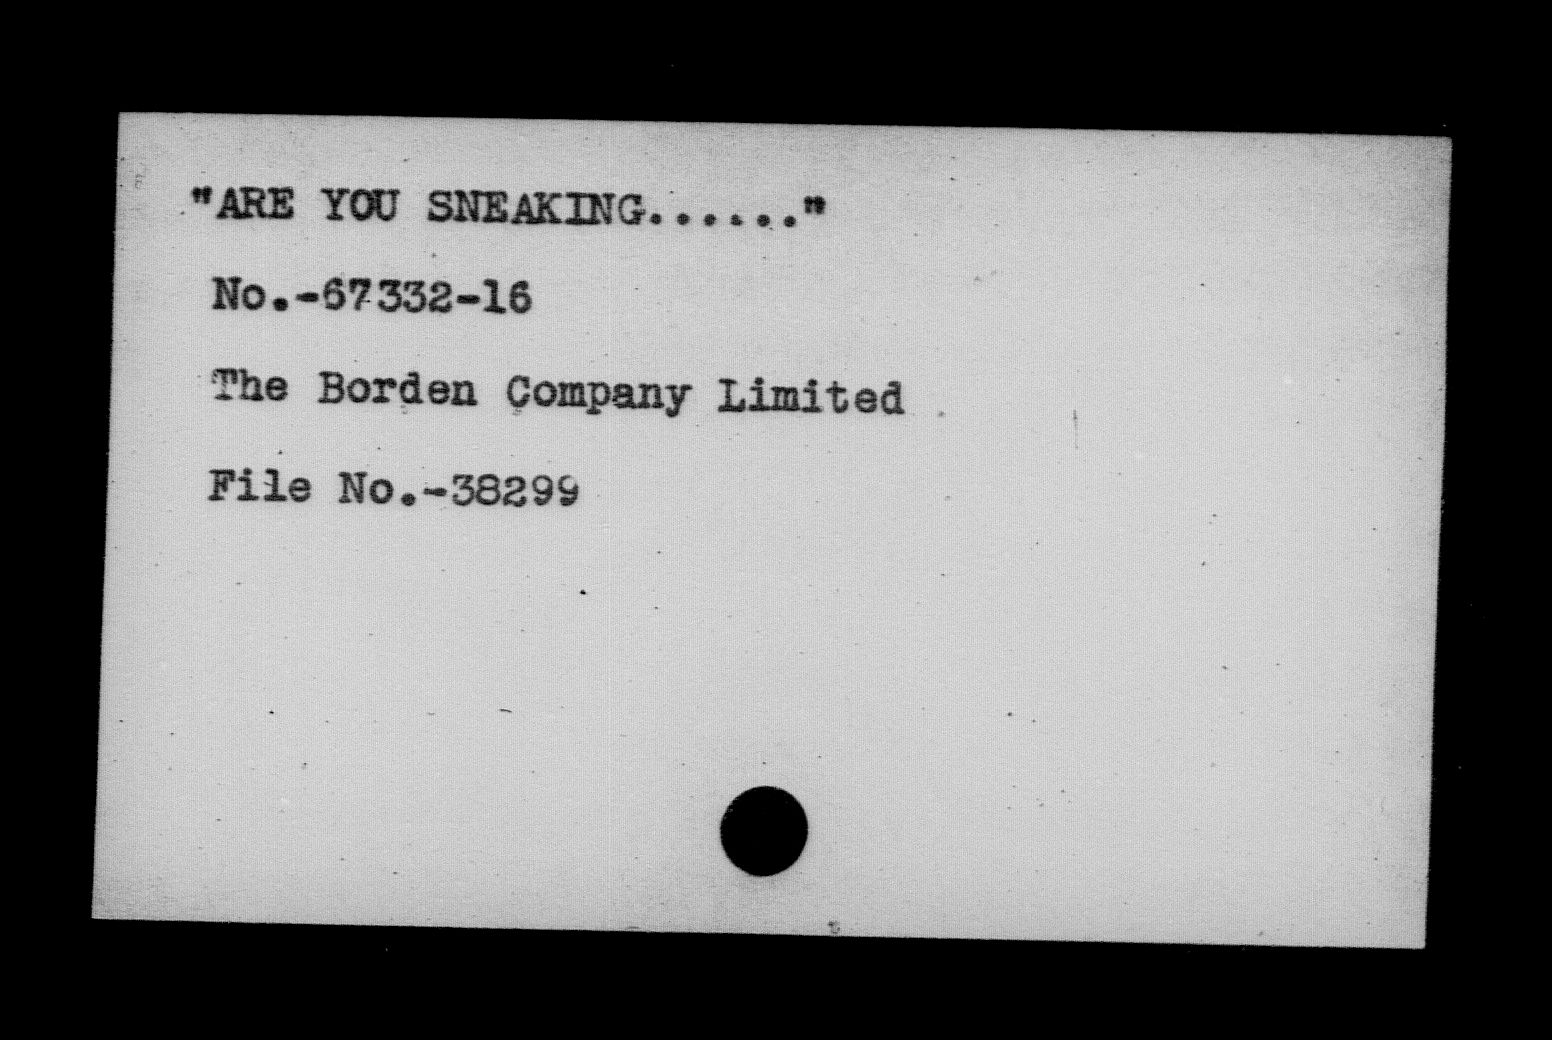 "ARE YOU SNEAKING......"
No.-67332-16
The Borden Company Limited
File No.-38299